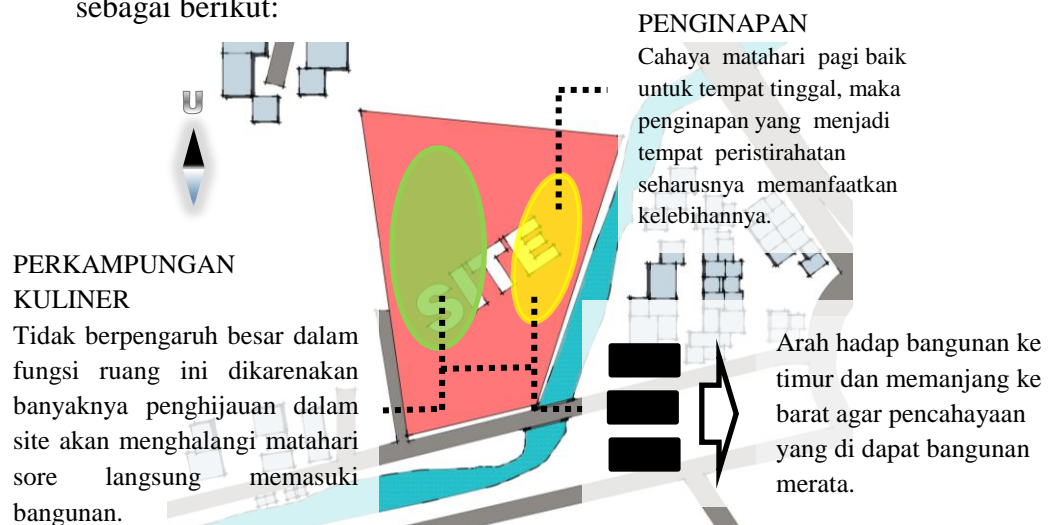 sebagai berikut:
PENGINAPAN
Cahaya matahari pagi baik
untuk tempat tinggal, maka
penginapan yang menjadi
tempat peristirahatan
seharusnya memanfaatkan
kelebihannya.
U
SITE
PERKAMPUNGAN
KULINER
Tidak berpengaruh besar dalam
fungsi ruang ini dikarenakan
banyaknya penghijauan dalam
site akan menghalangi matahari
sore langsung memasuki
bangunan.
Arah hadap bangunan ke
timur dan memanjang ke
barat agar pencahayaan
yang di dapat bangunan
merata.